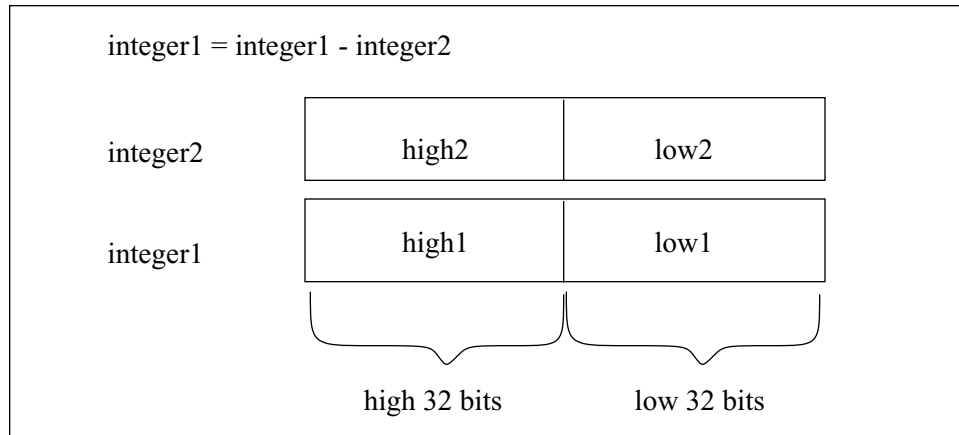 integer1 = integer1 - integer2
integer2 high2 low2
integer1 high1 low1
high 32 bits low 32 bits